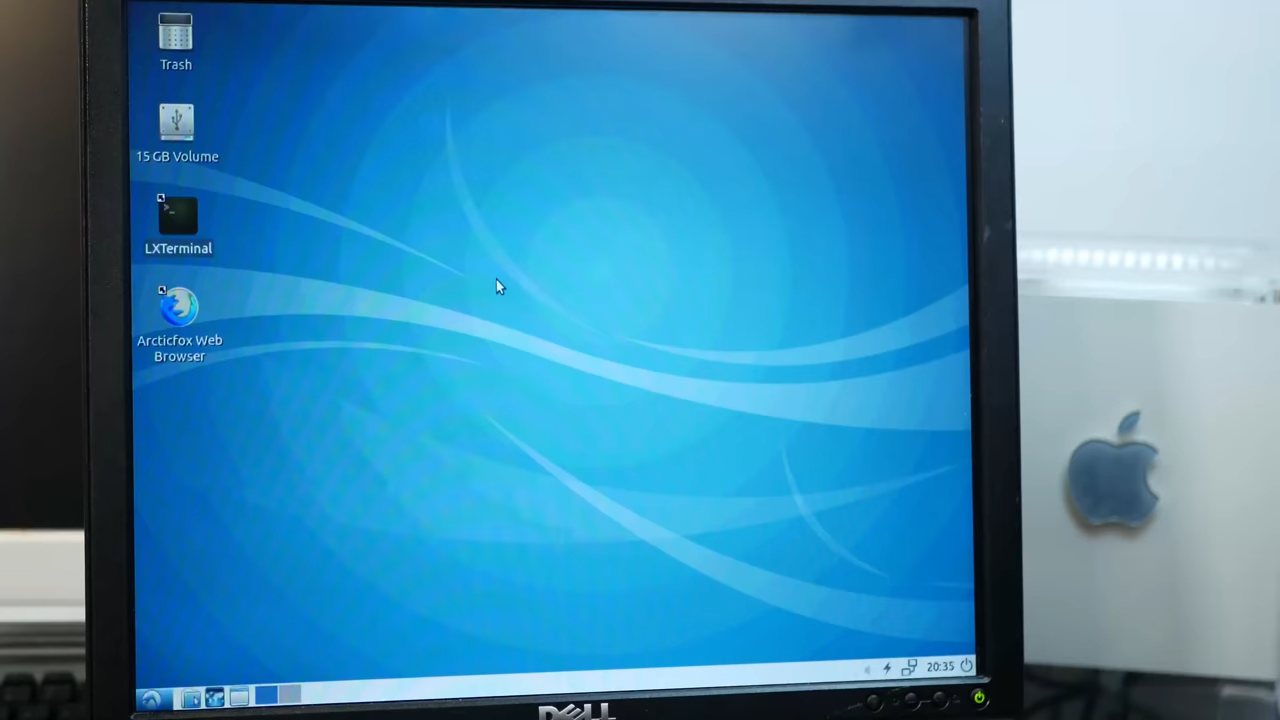 Trash
15 GB Volume
LXTerminal
Arcticfox Web
Browser
20:35
DELL